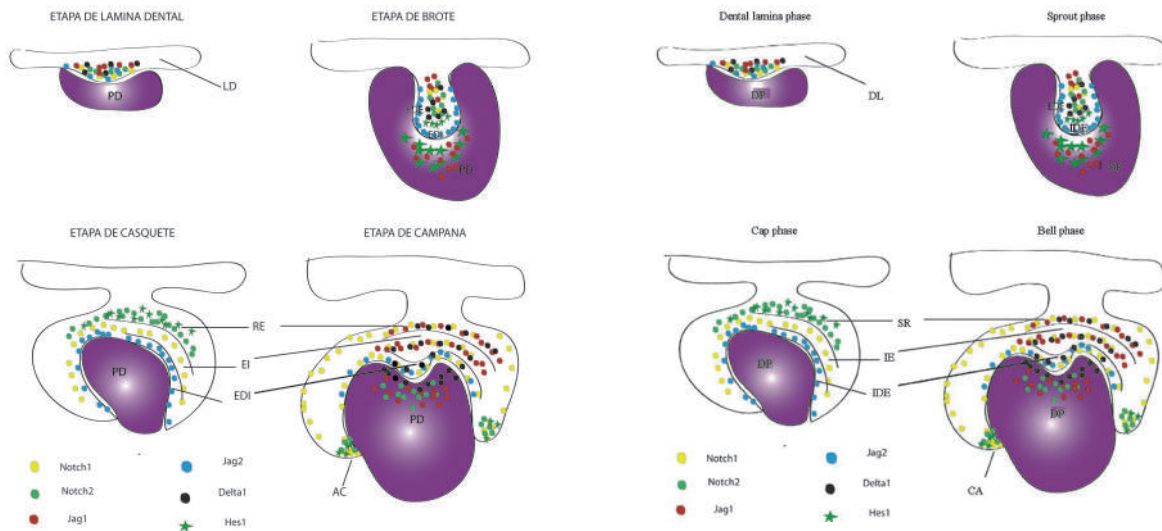 ETAPA DE LAMINA DENTAL
ETAPA DE BROTE
PD
LD
EDI
PD
ETAPA DE CASQUETE
ETAPA DE CAMPANA
RE
EI
EDI
PD
PD
AC
Notch1
Notch2
Jag1
Jag2
Delta1
Hes1
Dental lamina phase
Sprout phase
DP
DL
IDE
Cap phase
Bell phase
SR
IE
IDE
DP
DP
CA
Notch1
Notch2
Jag1
Jag2
Delta1
Hes1